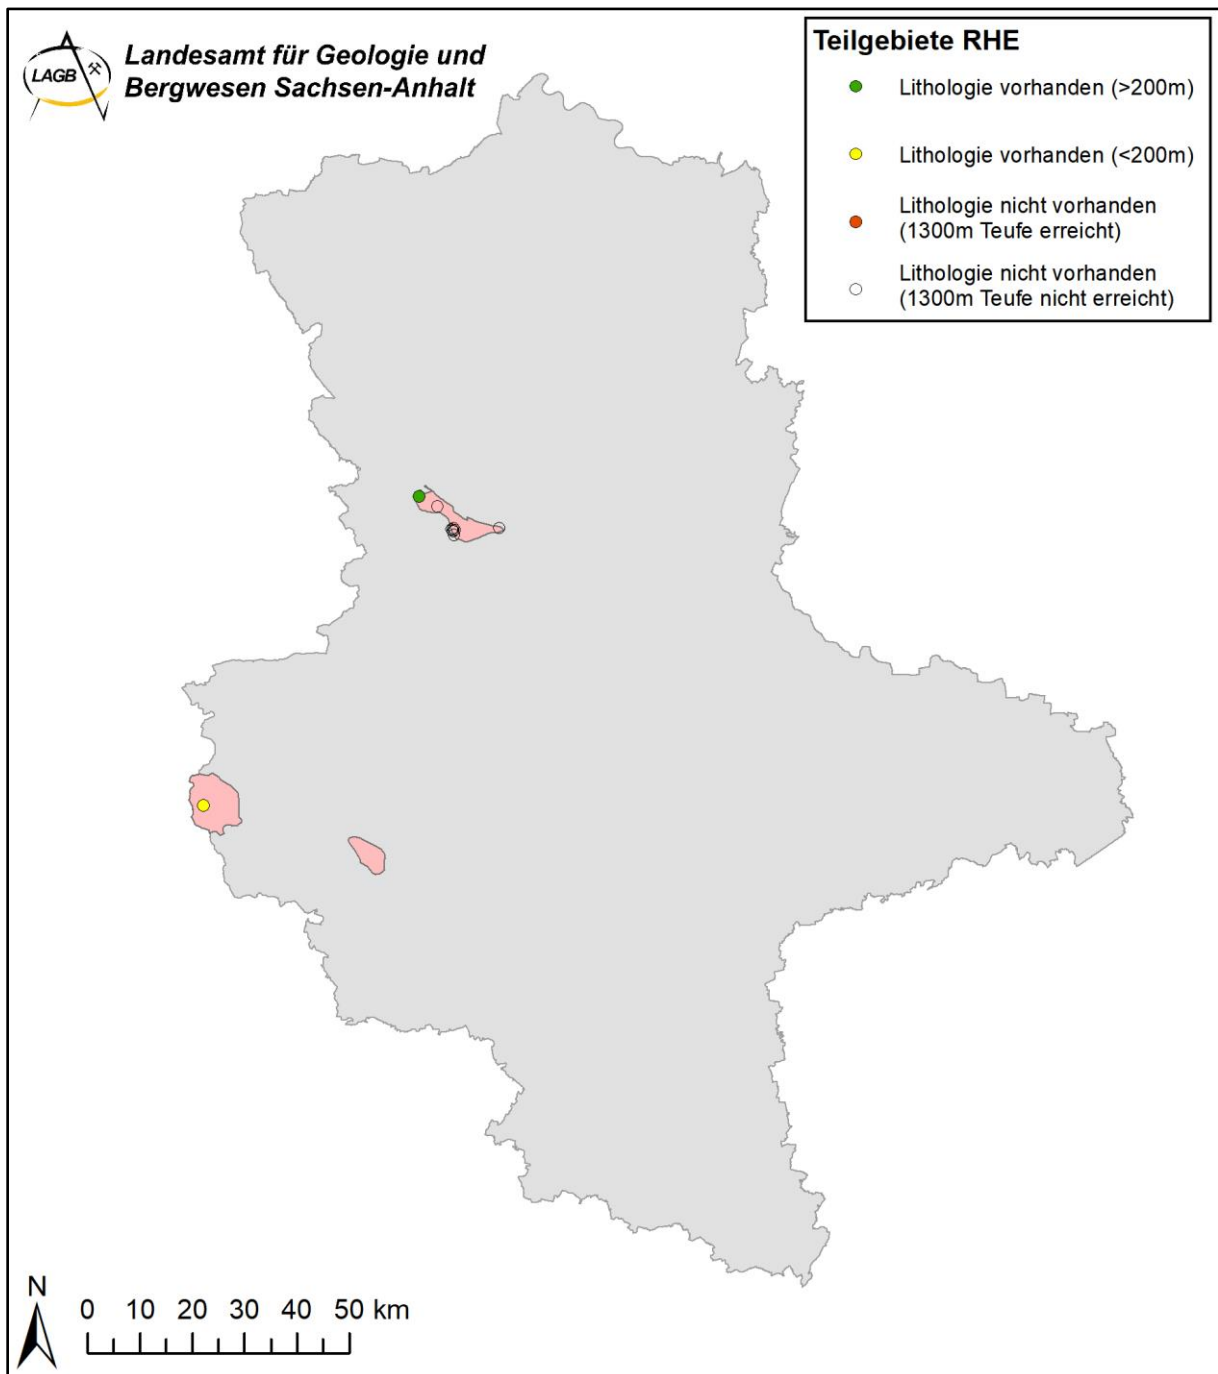 LAGB
Landesamt für Geologie und
Bergwesen Sachsen-Anhalt
Teilgebiete RHE
Lithologie vorhanden (>200m)
Lithologie vorhanden (<200m)
Lithologie nicht vorhanden
(1300m Teufe erreicht)
Lithologie nicht vorhanden
(1300m Teufe nicht erreicht)
N
0 10 20 30 40 50 km